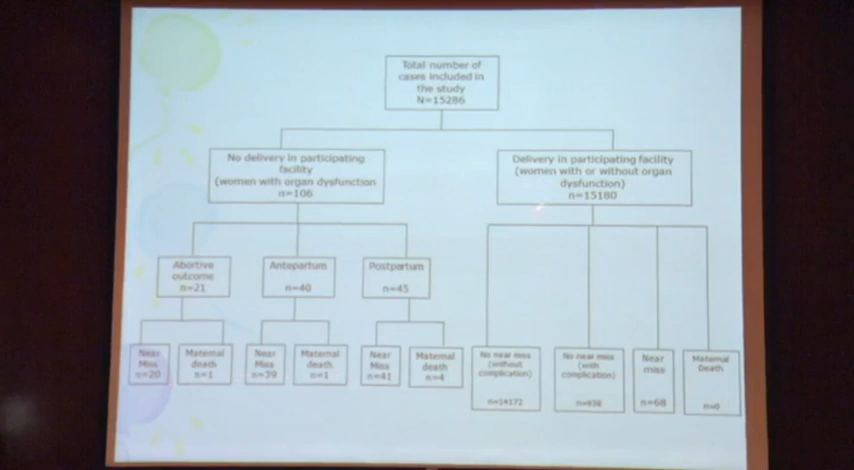 Total number of
cases included in
the study
N=15286
No delivery in participating
facility
(women with organ dysfunction
n=106
Delivery in participating facility
(women with or without organ
dysfunction)
n=15180
Abortive
outcome
n=21
Antepartum
n=40
Postpartum
n=45
Near
Miss
n=20
Maternal
death
n=1
Near
Miss
n=39
Maternal
death
n=1
Near
Miss
n=41
Maternal
death
n=4
No near miss
(without
complication)
n=14172
No near miss
(with
complication)
Near
miss
n=68
Maternal
Death